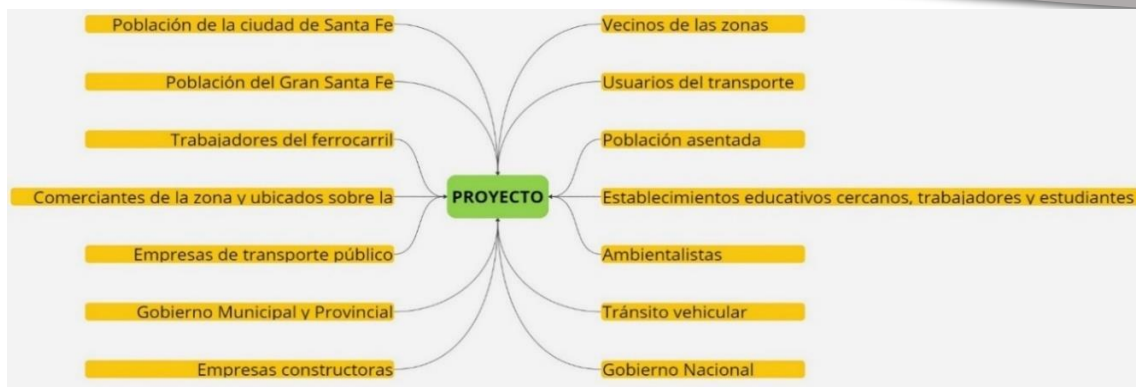 Población de la ciudad de Santa Fe
Población del Gran Santa Fe
Trabajadores del ferrocarril
Comerciantes de la zona y ubicados sobre la
Empresas de transporte público
Gobierno Municipal y Provincial
Empresas constructoras
PROYECTO
Vecinos de las zonas
Usuarios del transporte
Población asentada
Establecimientos educativos cercanos, trabajadores y estudiantes
Ambientalistas
Tránsito vehicular
Gobierno Nacional